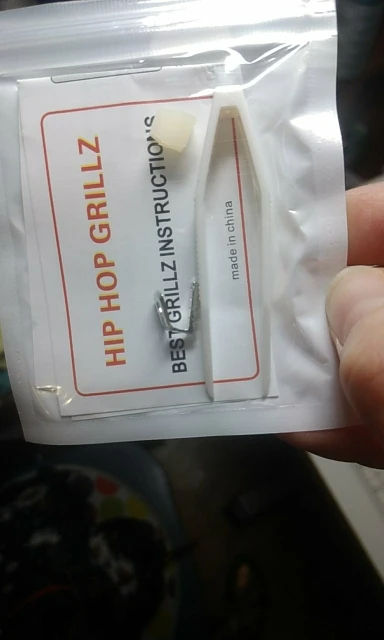 HIP HOP GRILLZ
BEST GRILLZ INSTRUCTIONS
made in china